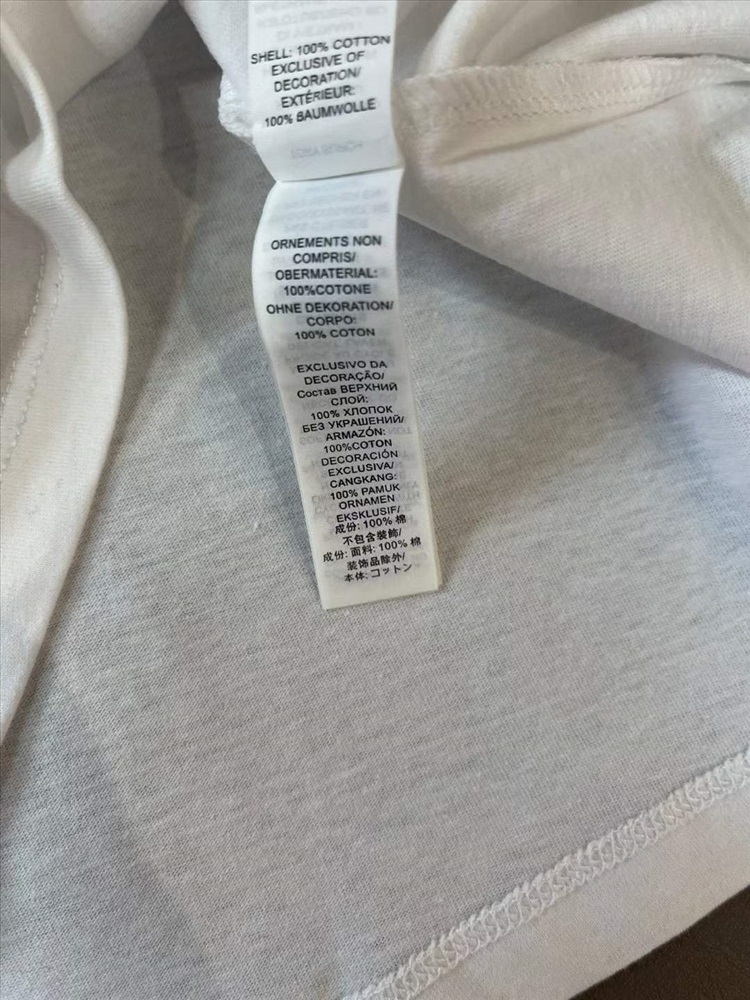 SHELL: 100% COTTON
EXCLUSIVE OF
DECORATION/
EXTÉRIEUR:
100% BAUMWOLLE
ORNEMENTS NON
COMPRIS/
OBERMATERIAL:
100%COTONE
OHNE DEKORATION/
CORPO:
100% COTON
EXCLUSIVO DA
DECORAÇÃO/
Состав ВЕРХНИЙ
СЛОЙ:
100% ХЛОПОК
БЕЗ УКРАШЕНИЙ/
ARMAZÓN:
100%COTON
DECORACIÓN
EXCLUSIVA/
CANGKANG:
100% PAMUK
ORNAMEN
EKSKLUSIF/
成份: 100% 棉
不包含裝飾/
成份: 面料: 100% 棉
装饰品除外/
本体: コットン